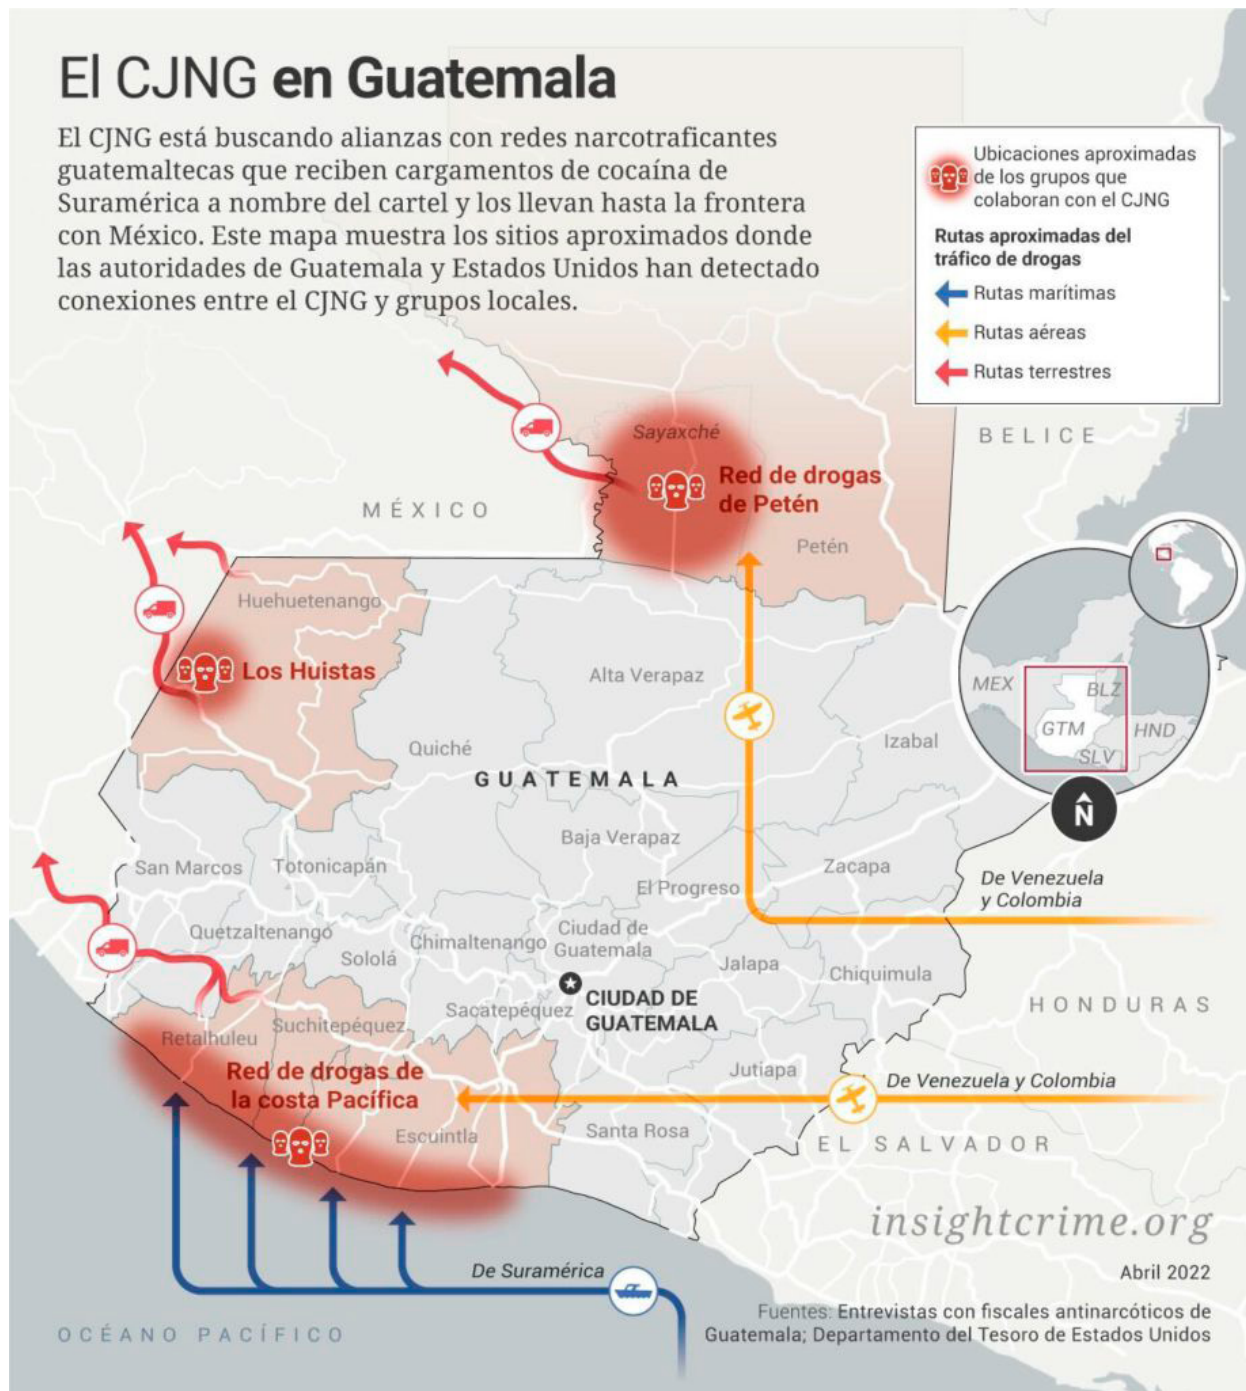 El CJNG en Guatemala
El CJNG está buscando alianzas con redes narcotraficantes
guatemaltecas que reciben cargamentos de cocaína de
Suramérica a nombre del cartel y los llevan hasta la frontera
con México. Este mapa muestra los sitios aproximados donde
las autoridades de Guatemala y Estados Unidos han detectado
conexiones entre el CJNG y grupos locales.
Ubicaciones aproximadas
de los grupos que
colaboran con el CJNG
Rutas aproximadas del
tráfico de drogas
Rutas marítimas
Rutas aéreas
Rutas terrestres
Sayaxché
BELICE
Red de drogas
de Petén
MÉXICO
Petén
Huehuetenango
Los Huistas
Alta Verapaz
MEX
BLZ
GTM
HND
SLV
N
Quiché
Izabal
GUATEMALA
Baja Verapaz
San Marcos
Totonicapán
Zacapa
El Progreso
De Venezuela
y Colombia
Quetzaltenango
Sololá
Chimaltenango
Ciudad de
Guatemala
Jalapa
Chiquimula
CIUDAD DE
GUATEMALA
Sacatepéquez
HONDURAS
Retalhuleu
Suchitepéquez
Red de drogas de
la costa Pacífica
Jutiapa
De Venezuela y Colombia
Escuintla
Santa Rosa
EL SALVADOR
insightcrime.org
De Suramérica
Abril 2022
OCÉANO PACÍFICO
Fuentes: Entrevistas con fiscales antinarcóticos de
Guatemala; Departamento del Tesoro de Estados Unidos